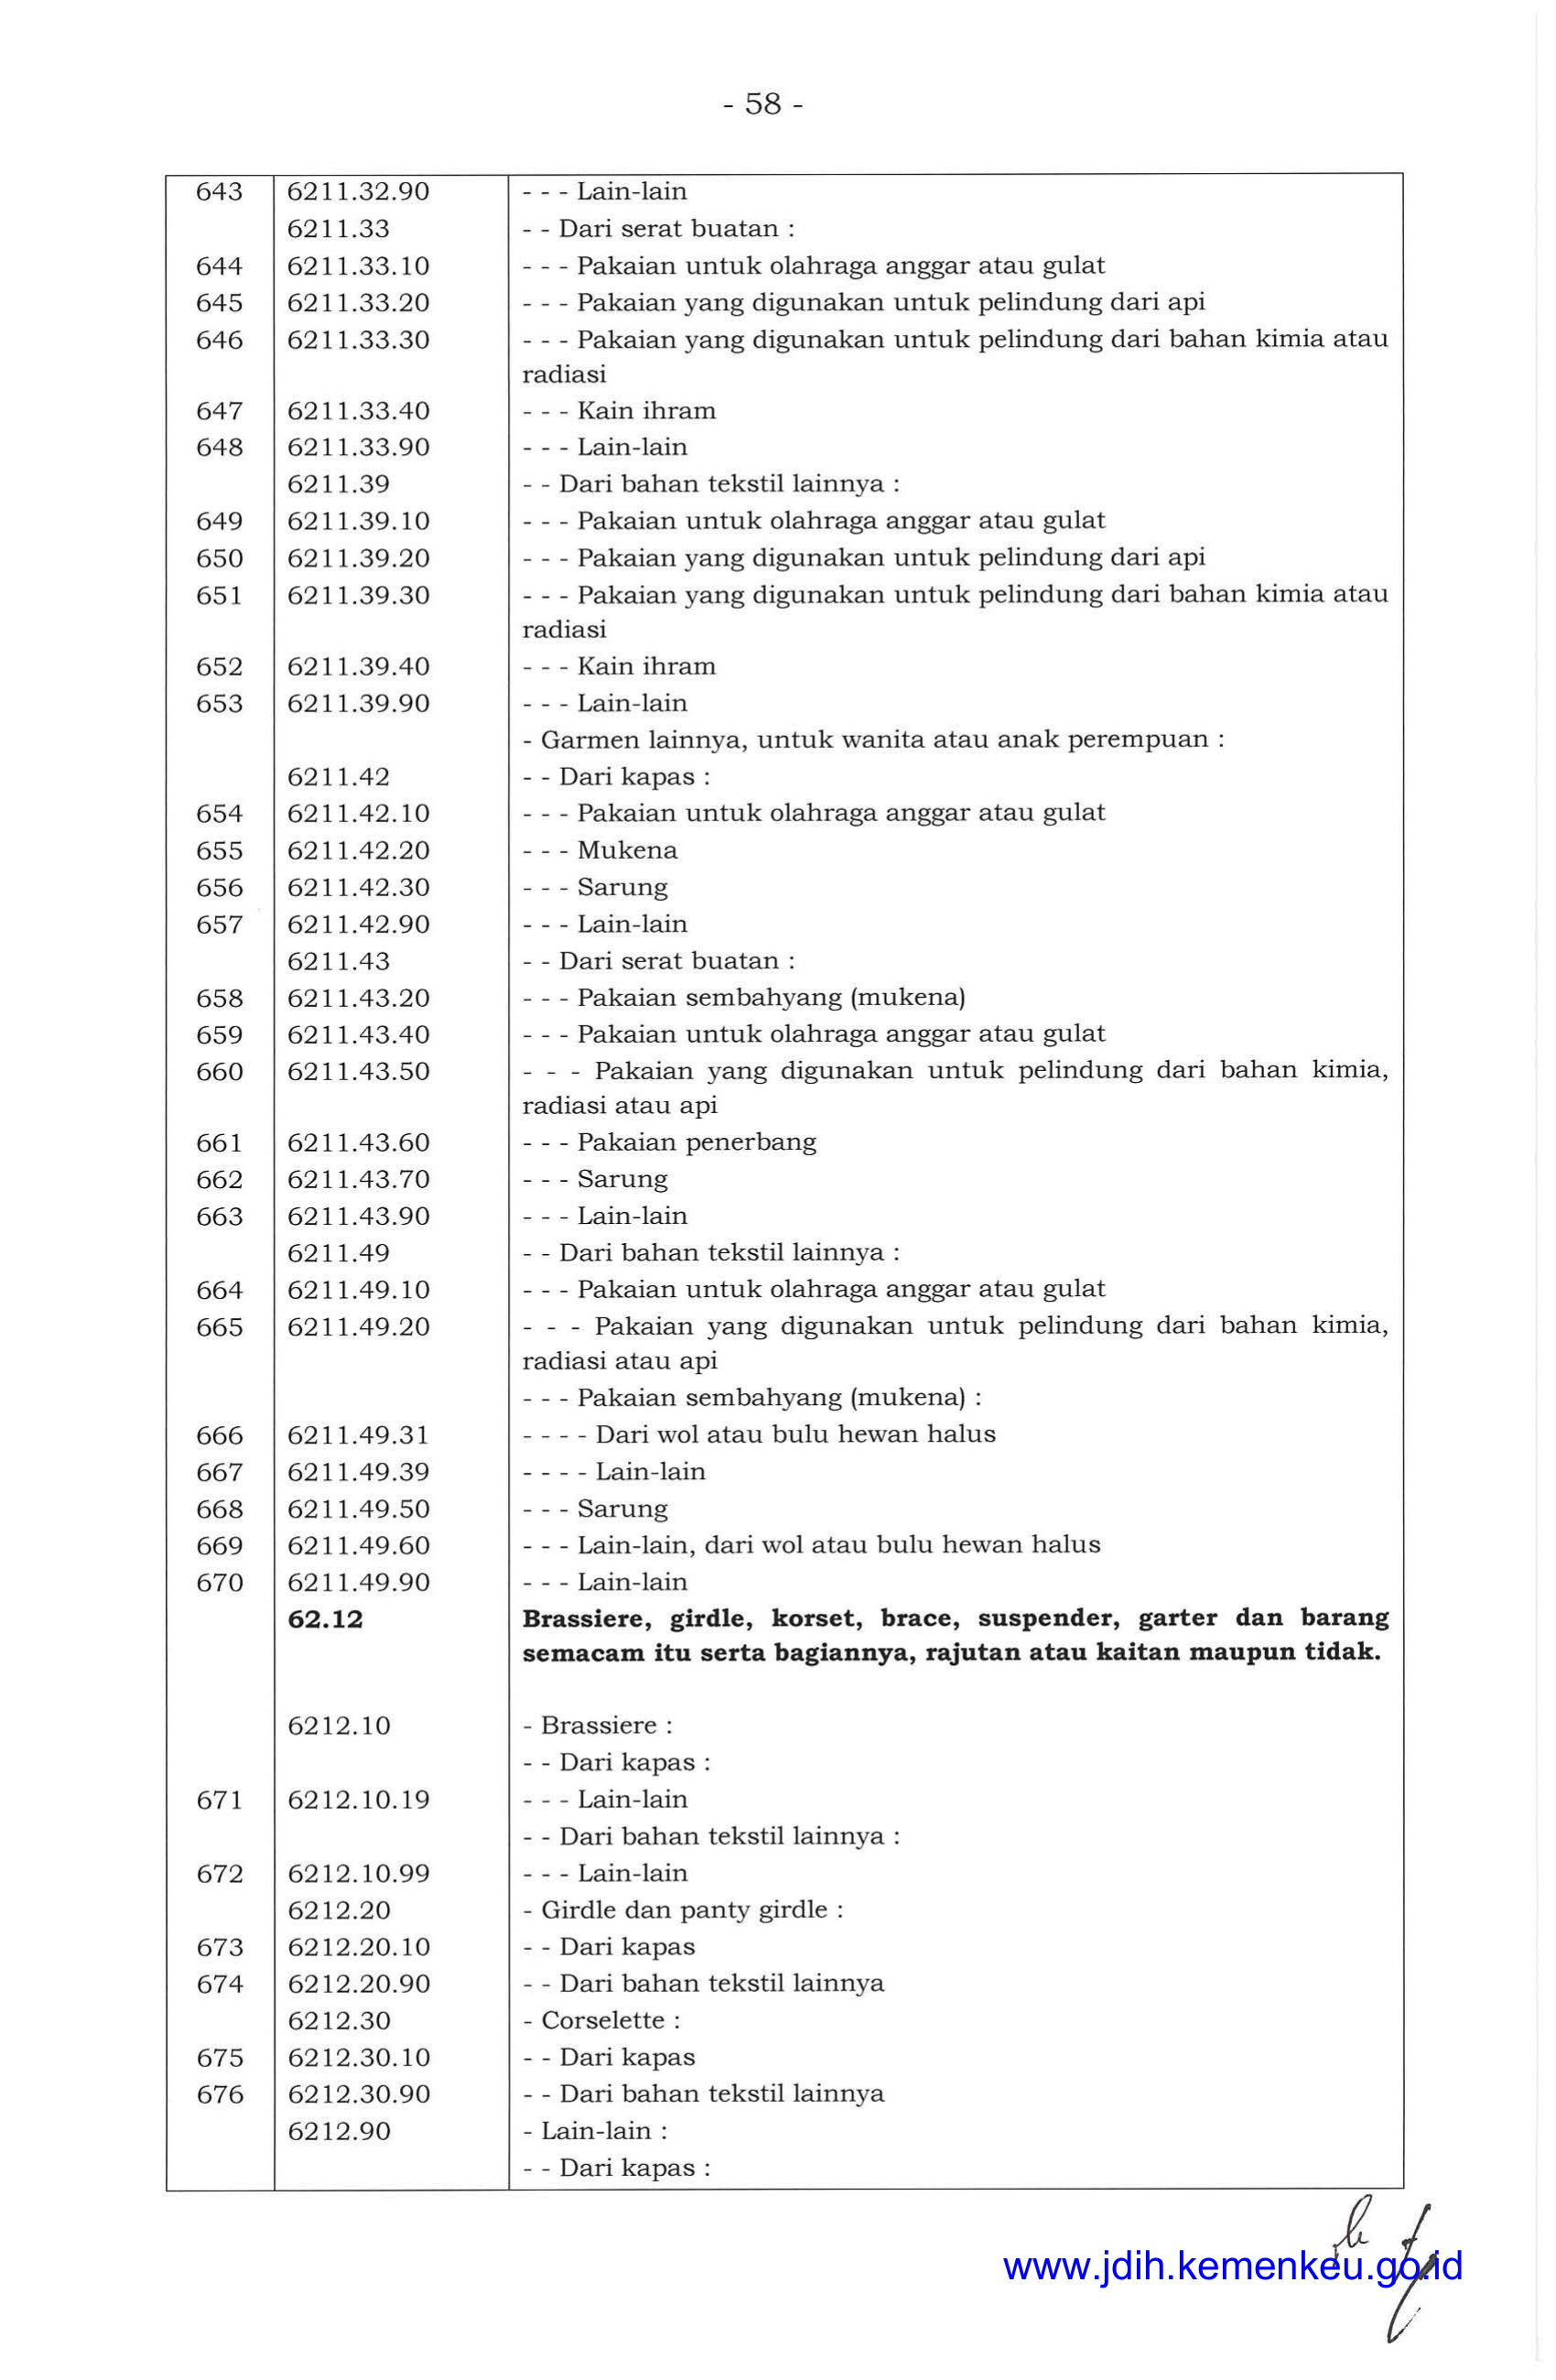 - 58 -
643 6211.32.90 - - - Lain-lain
6211.33 - - Dari serat buatan :
644 6211.33.10 - - - Pakaian untuk olahraga anggar atau gulat
645 6211.33.20 - - - Pakaian yang digunakan untuk pelindung dari api
646 6211.33.30 - - - Pakaian yang digunakan untuk pelindung dari bahan kimia atau
radiasi
647 6211.33.40 - - - Kain ihram
648 6211.33.90 - - - Lain-lain
6211.39 - - Dari bahan tekstil lainnya :
649 6211.39.10 - - - Pakaian untuk olahraga anggar atau gulat
650 6211.39.20 - - - Pakaian yang digunakan untuk pelindung dari api
651 6211.39.30 - - - Pakaian yang digunakan untuk pelindung dari bahan kimia atau
radiasi
652 6211.39.40 - - - Kain ihram
653 6211.39.90 - - - Lain-lain
- Garmen lainnya, untuk wanita atau anak perempuan :
6211.42 - - Dari kapas :
654 6211.42.10 - - - Pakaian untuk olahraga anggar atau gulat
655 6211.42.20 - - - Mukena
656 6211.42.30 - - - Sarung
657 6211.42.90 - - - Lain-lain
6211.43 - - Dari serat buatan :
658 6211.43.20 - - - Pakaian sembahyang (mukena)
659 6211.43.40 - - - Pakaian untuk olahraga anggar atau gulat
660 6211.43.50 - - - Pakaian yang digunakan untuk pelindung dari bahan kimia,
radiasi atau api
661 6211.43.60 - - - Pakaian penerbang
662 6211.43.70 - - - Sarung
663 6211.43.90 - - - Lain-lain
6211.49 - - Dari bahan tekstil lainnya :
664 6211.49.10 - - - Pakaian untuk olahraga anggar atau gulat
665 6211.49.20 - - - Pakaian yang digunakan untuk pelindung dari bahan kimia,
radiasi atau api
- - - Pakaian sembahyang (mukena) :
666 6211.49.31 - - - - Dari wol atau bulu hewan halus
667 6211.49.39 - - - - Lain-lain
668 6211.49.50 - - - Sarung
669 6211.49.60 - - - Lain-lain, dari wol atau bulu hewan halus
670 6211.49.90 - - - Lain-lain
62.12 Brassiere, girdle, korset, brace, suspender, garter dan barang
semacam itu serta bagiannya, rajutan atau kaitan maupun tidak.
6212.10 - Brassiere :
- - Dari kapas :
671 6212.10.19 - - - Lain-lain
- - Dari bahan tekstil lainnya :
672 6212.10.99 - - - Lain-lain
6212.20 - Girdle dan panty girdle :
673 6212.20.10 - - Dari kapas
674 6212.20.90 - - Dari bahan tekstil lainnya
6212.30 - Corselette :
675 6212.30.10 - - Dari kapas
676 6212.30.90 - - Dari bahan tekstil lainnya
6212.90 - Lain-lain :
- - Dari kapas :
www.jdih.kemenkeu.go.id